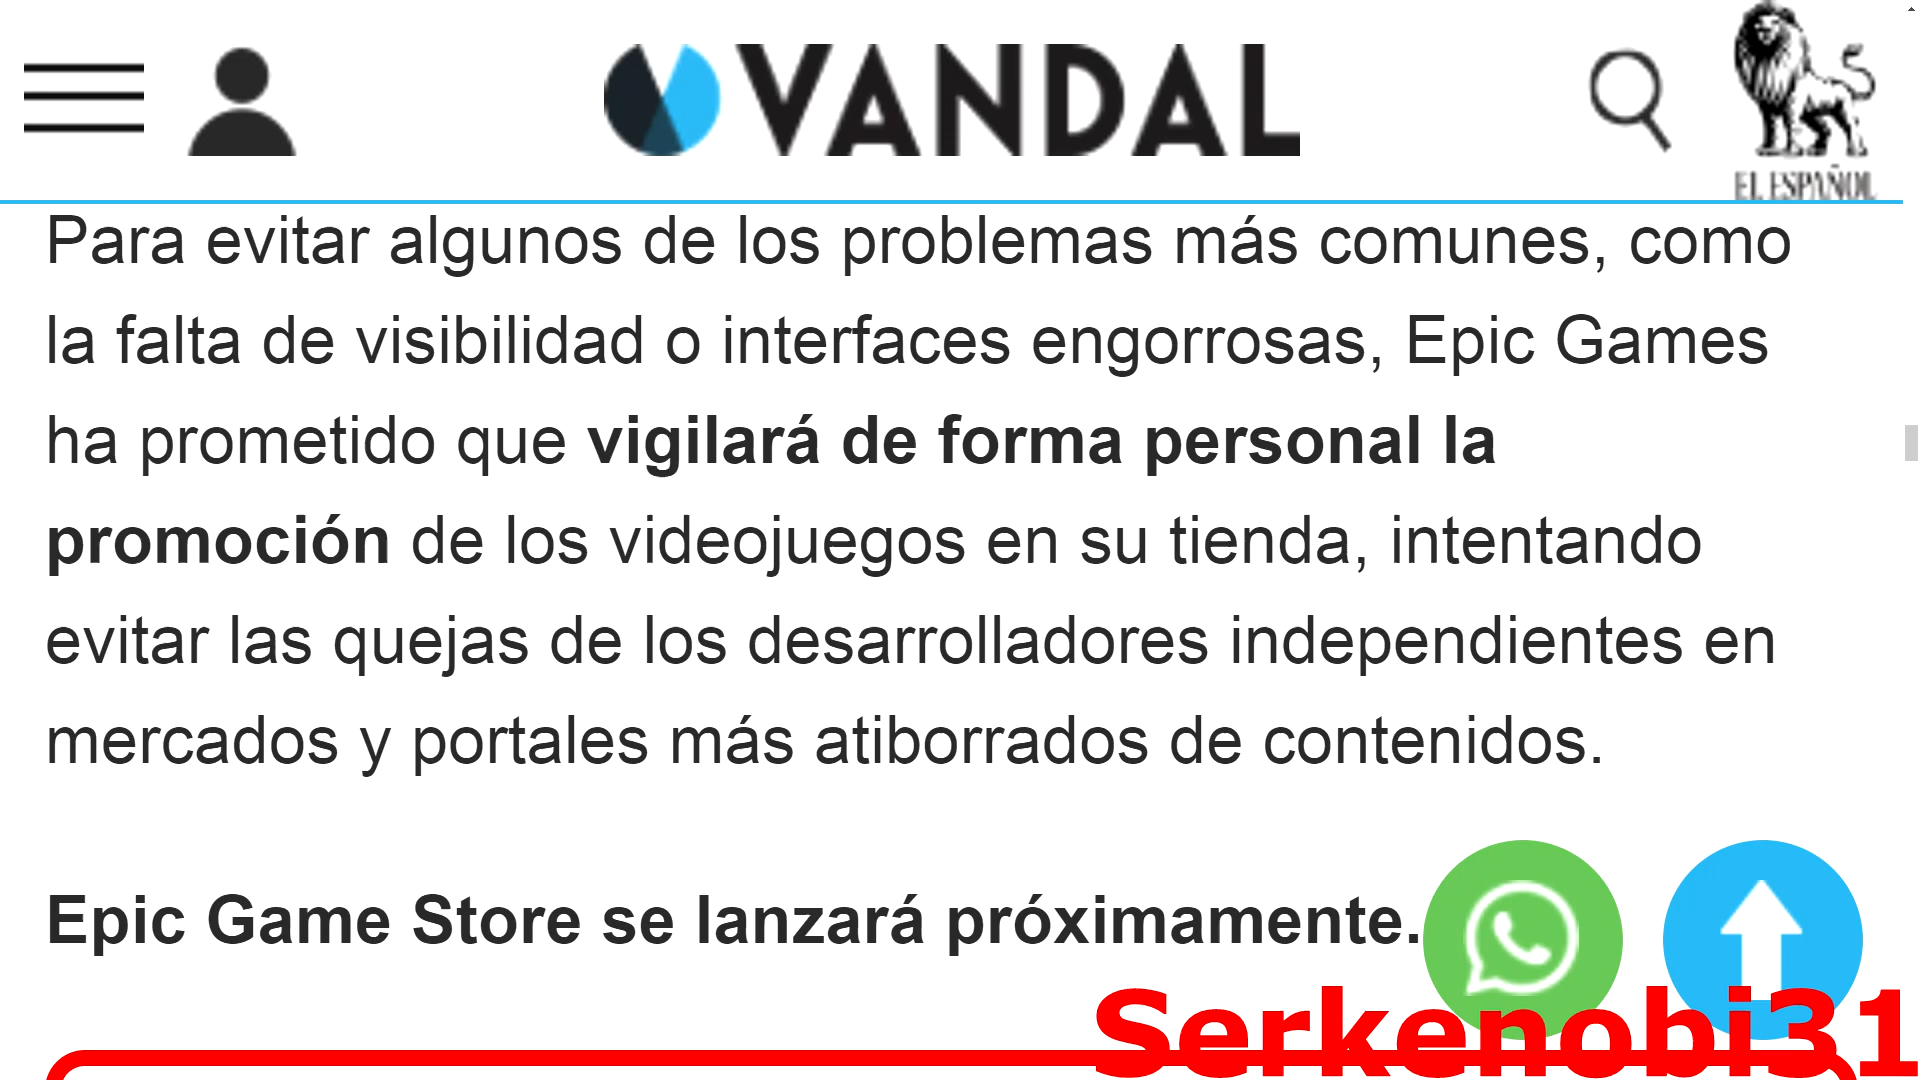 VANDAL
EL ESPAÑOL
Para evitar algunos de los problemas más comunes, como
la falta de visibilidad o interfaces engorrosas, Epic Games
ha prometido que vigilará de forma personal la
promoción de los videojuegos en su tienda, intentando
evitar las quejas de los desarrolladores independientes en
mercados y portales más atiborrados de contenidos.
Epic Game Store se lanzará próximamente.
Serkenobi31